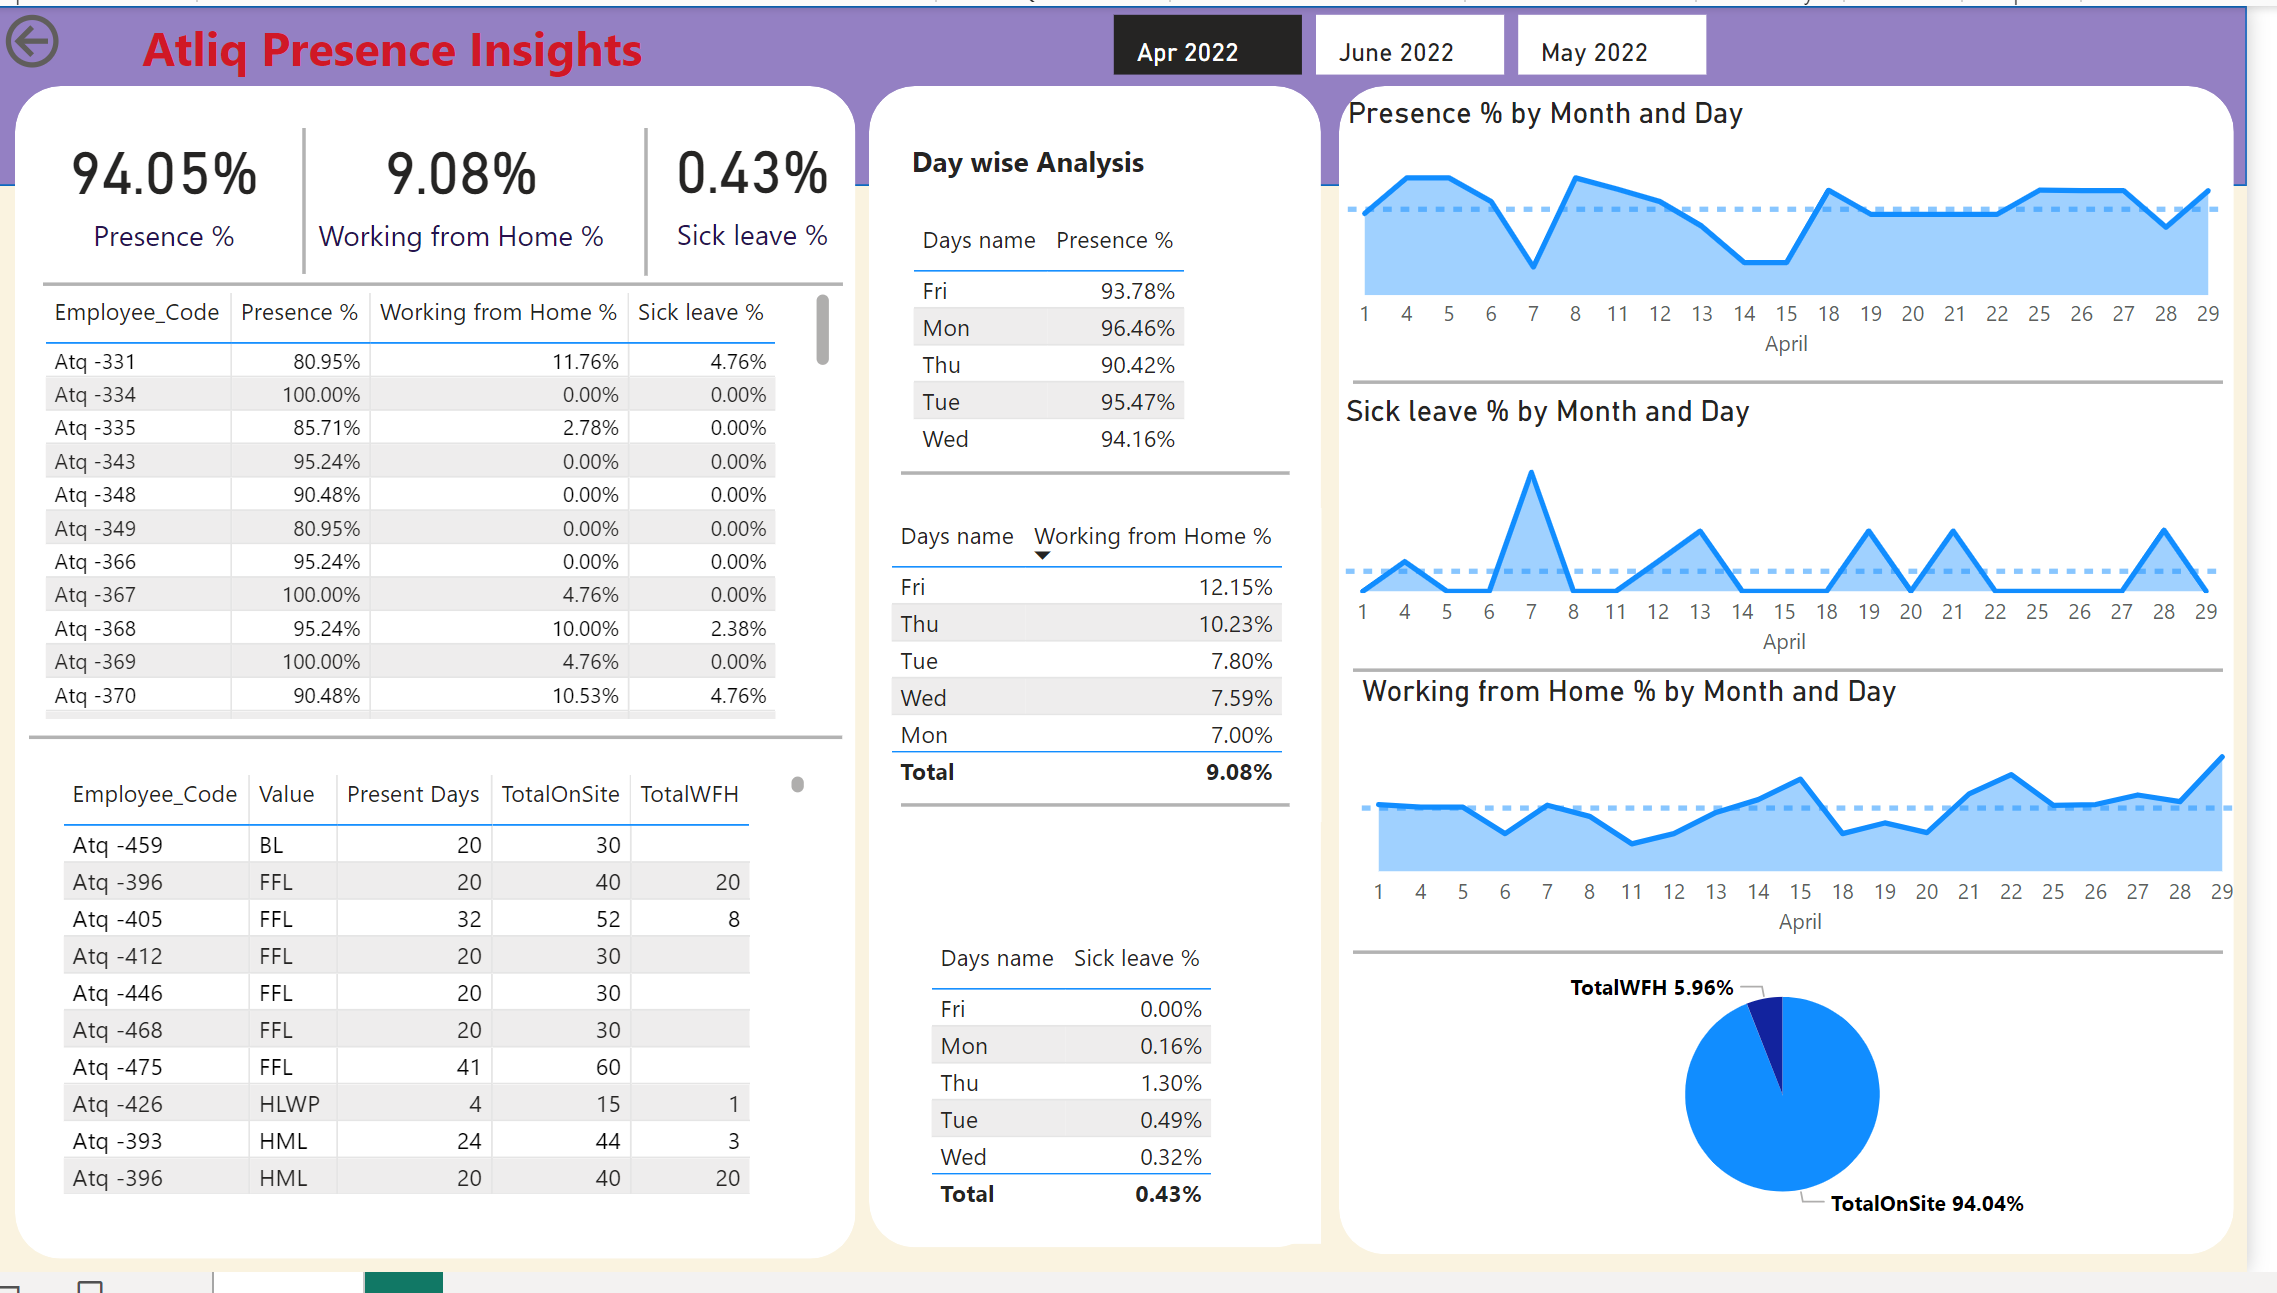 Atliq Presence Insights
Apr 2022
June 2022
May 2022
94.05%
Presence %
9.08%
Working from Home %
0.43%
Sick leave %
Employee_Code Presence % Working from Home % Sick leave %
Atq -331 80.95% 11.76% 4.76%
Atq -334 100.00% 0.00% 0.00%
Atq -335 85.71% 2.78% 0.00%
Atq -343 95.24% 0.00% 0.00%
Atq -348 90.48% 0.00% 0.00%
Atq -349 80.95% 0.00% 0.00%
Atq -366 95.24% 0.00% 0.00%
Atq -367 100.00% 4.76% 0.00%
Atq -368 95.24% 10.00% 2.38%
Atq -369 100.00% 4.76% 0.00%
Atq -370 90.48% 10.53% 4.76%
Employee_Code Value Present Days TotalOnSite TotalWFH
Atq -459 BL 20 30
Atq -396 FFL 20 40 20
Atq -405 FFL 32 52 8
Atq -412 FFL 20 30
Atq -446 FFL 20 30
Atq -468 FFL 20 30
Atq -475 FFL 41 60
Atq -426 HLWP 4 15 1
Atq -393 HML 24 44 3
Atq -396 HML 20 40 20
Day wise Analysis
Days name Presence %
Fri 93.78%
Mon 96.46%
Thu 90.42%
Tue 95.47%
Wed 94.16%
Days name Working from Home %
Fri 12.15%
Thu 10.23%
Tue 7.80%
Wed 7.59%
Mon 7.00%
Total 9.08%
Days name Sick leave %
Fri 0.00%
Mon 0.16%
Thu 1.30%
Tue 0.49%
Wed 0.32%
Total 0.43%
Presence % by Month and Day
1 4 5 6 7 8 11 12 13 14 15 18 19 20 21 22 25 26 27 28 29
April
Sick leave % by Month and Day
1 4 5 6 7 8 11 12 13 14 15 18 19 20 21 22 25 26 27 28 29
April
Working from Home % by Month and Day
1 4 5 6 7 8 11 12 13 14 15 18 19 20 21 22 25 26 27 28 29
April
TotalWFH 5.96%
TotalOnSite 94.04%